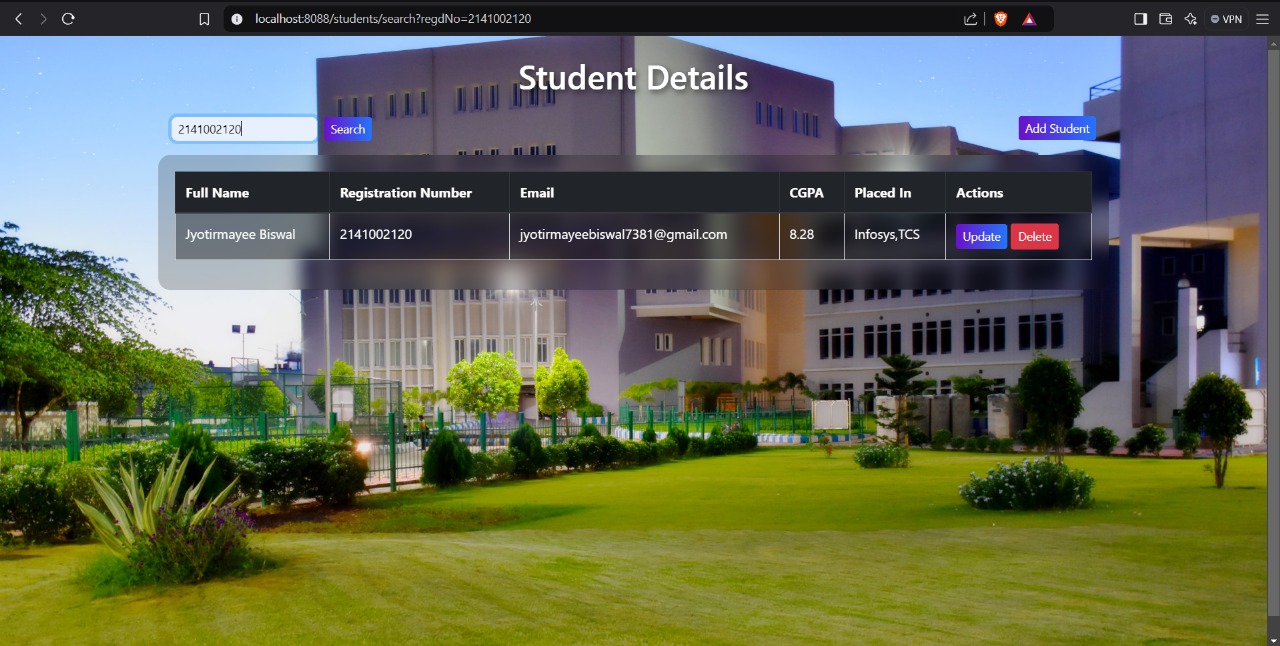 localhost:8088/students/search?regdNo=2141002120
VPN
Student Details
2141002120 Search Add Student
Full Name Registration Number Email CGPA Placed In Actions
Jyotirmayee Biswal 2141002120 jyotirmayeebiswal7381@gmail.com 8.28 Infosys,TCS Update Delete